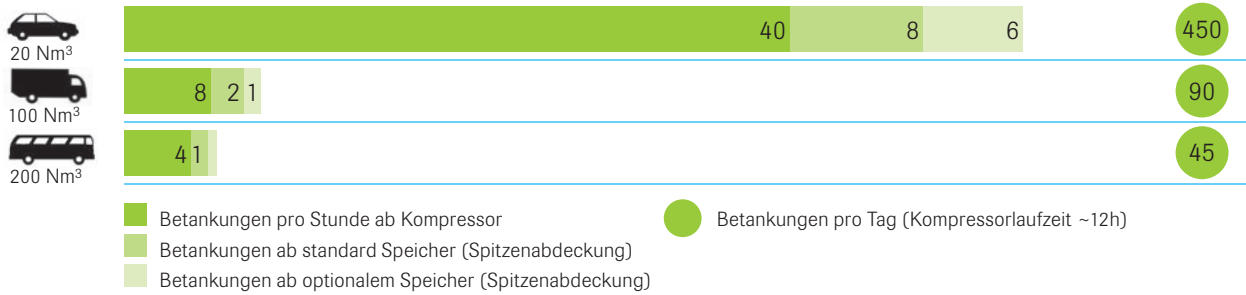 40 8 6 450
20 Nm³
8 2 1 90
100 Nm³
4 1 45
200 Nm³
Betankungen pro Stunde ab Kompressor
Betankungen pro Tag (Kompressorlaufzeit ~12h)
Betankungen ab standard Speicher (Spitzenabdeckung)
Betankungen ab optionalem Speicher (Spitzenabdeckung)